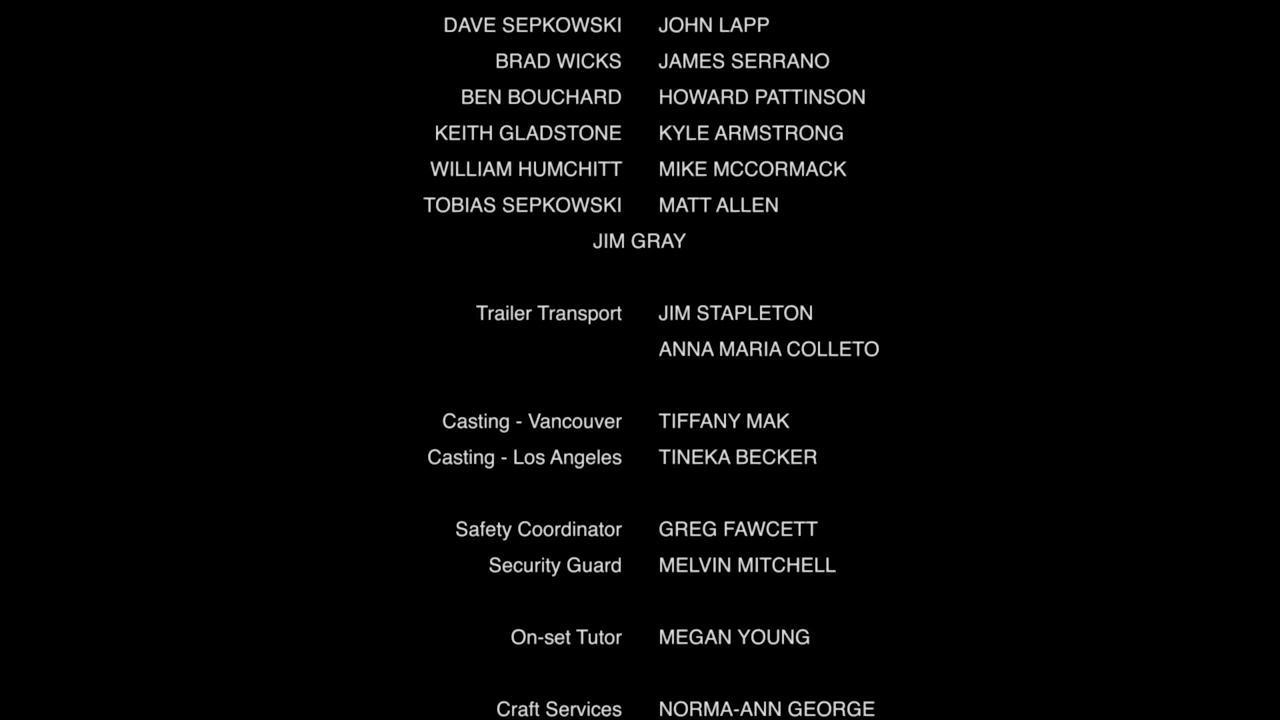 DAVE SEPKOWSKI JOHN LAPP
BRAD WICKS JAMES SERRANO
BEN BOUCHARD HOWARD PATTINSON
KEITH GLADSTONE KYLE ARMSTRONG
WILLIAM HUMCHITT MIKE MCCORMACK
TOBIAS SEPKOWSKI MATT ALLEN
JIM GRAY
Trailer Transport JIM STAPLETON
ANNA MARIA COLLETO
Casting - Vancouver TIFFANY MAK
Casting - Los Angeles TINEKA BECKER
Safety Coordinator GREG FAWCETT
Security Guard MELVIN MITCHELL
On-set Tutor MEGAN YOUNG
Craft Services NORMA-ANN GEORGE